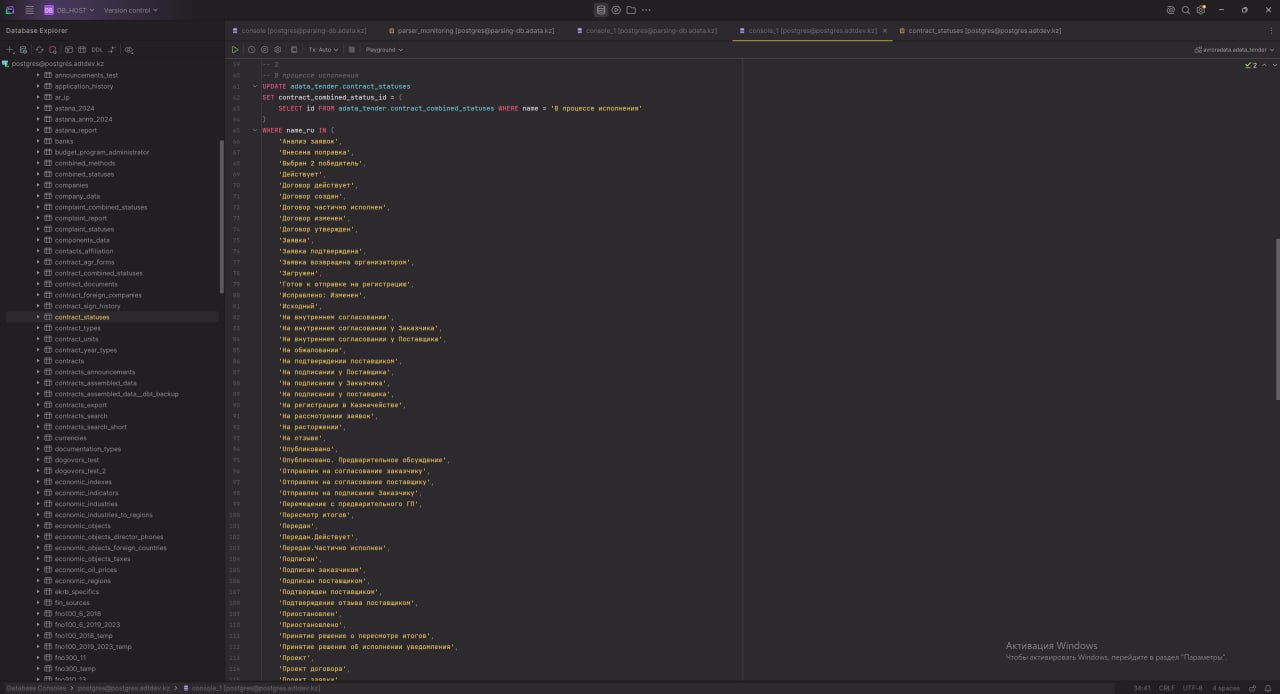 DB DB_HOST Version control
Database Explorer
console [postgres@parsing-db.adata.kz] parser_monitoring [postgres@parsing-db.adata.kz] console_1 [postgres@parsing-db.adata.kz] console_1 [postgres@postgres.adtdev.kz] × contract_statuses [postgres@postgres.adtdev.kz]
DDL Tx: Auto Playground avroradata.adata_tender
postgres@postgres.adtdev.kz
announcements_test
application_history
ar_ip
astana_2024
astana_anno_2024
astana_report
banks
budget_program_administrator
combined_methods
combined_statuses
companies
company_data
complaint_combined_statuses
complaint_report
complaint_statuses
components_data
contacts_affiliation
contract_agr_forms
contract_combined_statuses
contract_documents
contract_foreign_companies
contract_sign_history
contract_statuses
contract_types
contract_units
contract_year_types
contracts
contracts_announcements
contracts_assembled_data
contracts_assembled_data__dbt_backup
contracts_export
contracts_search
contracts_search_short
currencies
documentation_types
dogovors_test
dogovors_test_2
economic_indexes
economic_indicators
economic_industries
economic_industries_to_regions
economic_objects
economic_objects_director_phones
economic_objects_foreign_countries
economic_objects_taxes
economic_oil_prices
economic_regions
ekrb_specifics
fin_sources
fno100_6_2018
fno100_6_2019_2023
fno100_2018_temp
fno100_2019_2023_temp
fno300_11
fno300_temp
fno910_13
2
59 -- 2
60 -- В процессе исполнения
61 UPDATE adata_tender.contract_statuses
62 SET contract_combined_status_id = (
63 SELECT id FROM adata_tender.contract_combined_statuses WHERE name = 'В процессе исполнения'
64 )
65 WHERE name_ru IN (
66 'Анализ заявок',
67 'Внесена поправка',
68 'Выбран 2 победитель',
69 'Действует',
70 'Договор действует',
71 'Договор создан',
72 'Договор частично исполнен',
73 'Договор изменен',
74 'Договор утвержден',
75 'Заявка',
76 'Заявка подтверждена',
77 'Заявка возвращена организатором',
78 'Загружен',
79 'Готов к отправке на регистрацию',
80 'Исправлено: Изменен',
81 'Исходный',
82 'На внутреннем согласовании',
83 'На внутреннем согласовании у Заказчика',
84 'На внутреннем согласовании у Поставщика',
85 'На обжаловании',
86 'На подтверждении поставщиком',
87 'На подписании у Поставщика',
88 'На подписании у Заказчика',
89 'На подписании у поставщика',
90 'На регистрации в Казначействе',
91 'На рассмотрении заявок',
92 'На расторжении',
93 'На отзыве',
94 'Опубликовано',
95 'Опубликовано. Предварительное обсуждение',
96 'Отправлен на согласование заказчику',
97 'Отправлен на согласование поставщику',
98 'Отправлен на подписание Заказчику',
99 'Перемещение с предварительного ГП',
100 'Пересмотр итогов',
101 'Передан',
102 'Передан.Действует',
103 'Передан.Частично исполнен',
104 'Подписан',
105 'Подписан заказчиком',
106 'Подписан поставщиком',
107 'Подтвержден поставщиком',
108 'Подтверждение отзыва поставщиком',
109 'Приостановлен',
110 'Приостановлено',
111 'Принятие решение о пересмотре итогов',
112 'Принятие решение об исполнении уведомления',
113 'Проект',
114 'Проект договора',
115 'Проект заявки',
Активация Windows
Чтобы активировать Windows, перейдите в раздел "Параметры".
Database Consoles > postgres@postgres.adtdev.kz > console_1 [postgres@postgres.adtdev.kz] 34:41 CRLF UTF-8 4 spaces